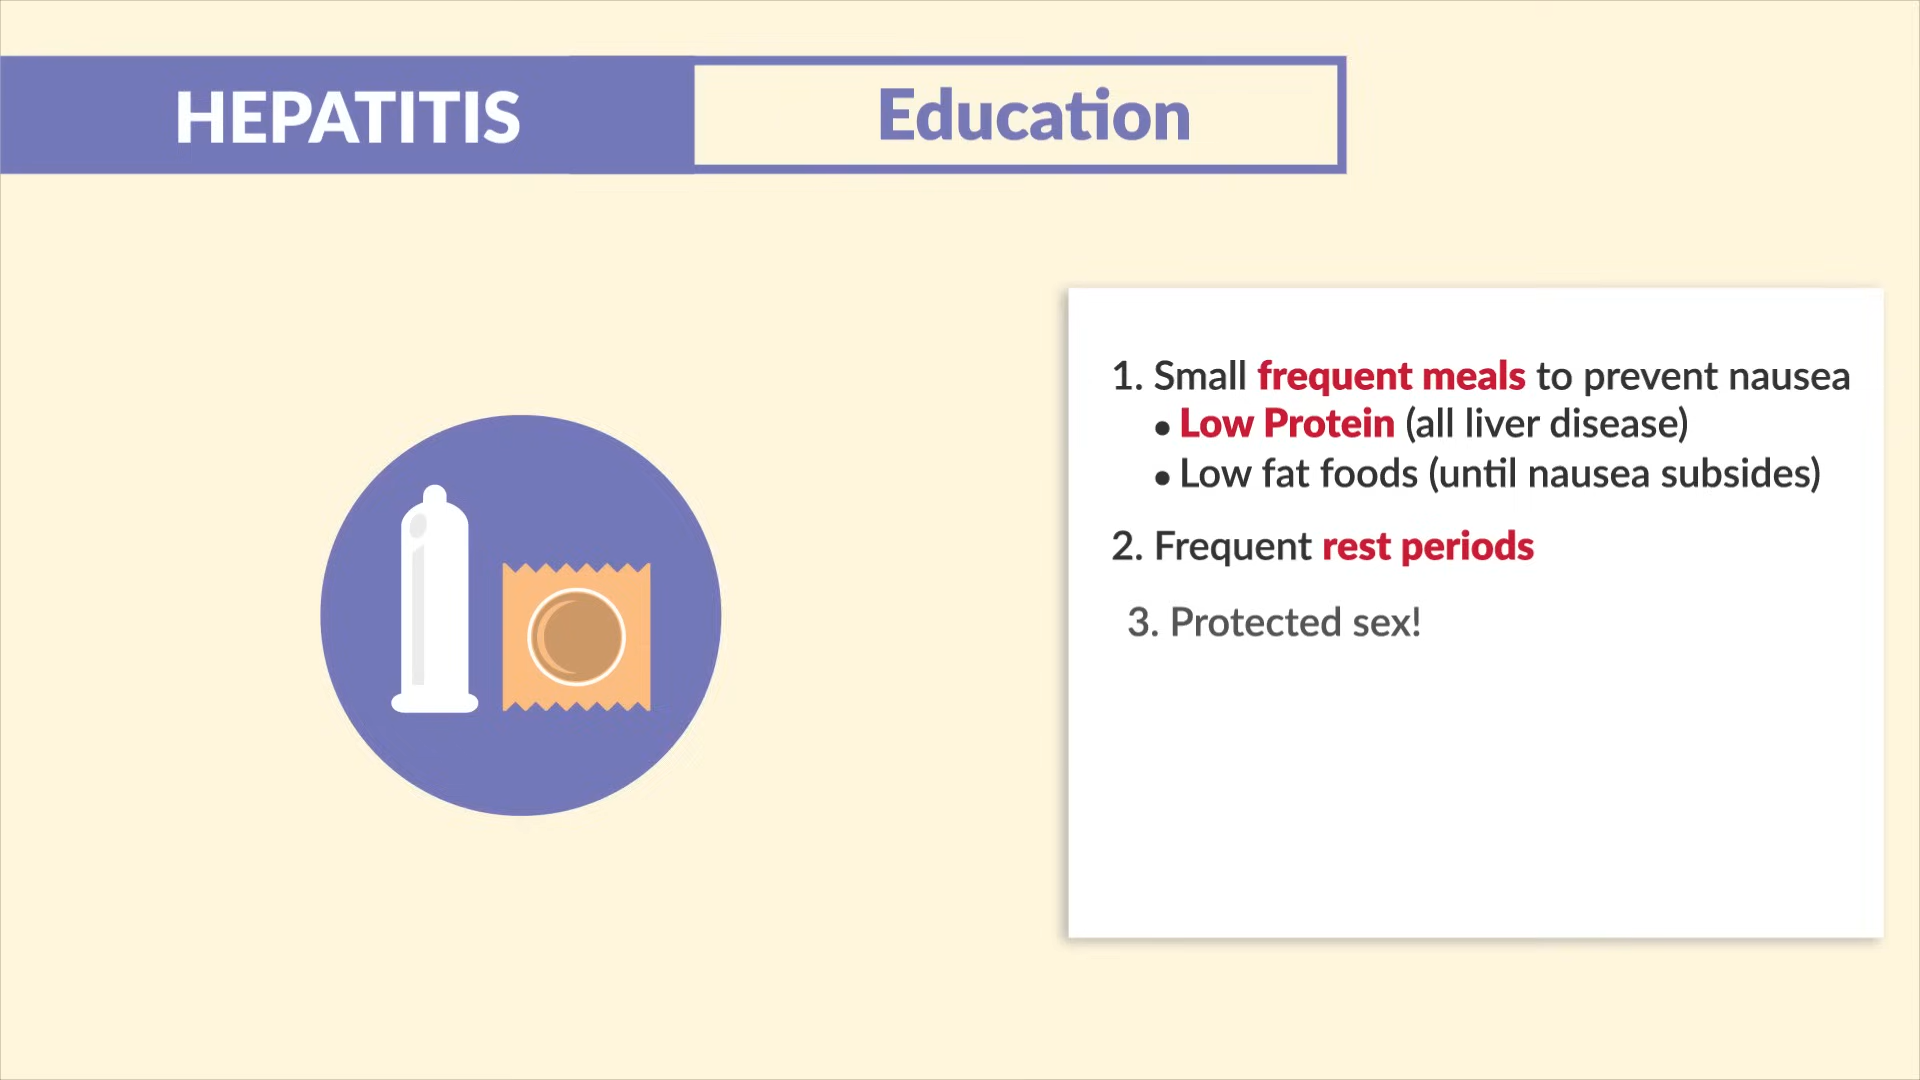 HEPATITIS
Education
1. Small frequent meals to prevent nausea
• Low Protein (all liver disease)
• Low fat foods (until nausea subsides)
2. Frequent rest periods
3. Protected sex!